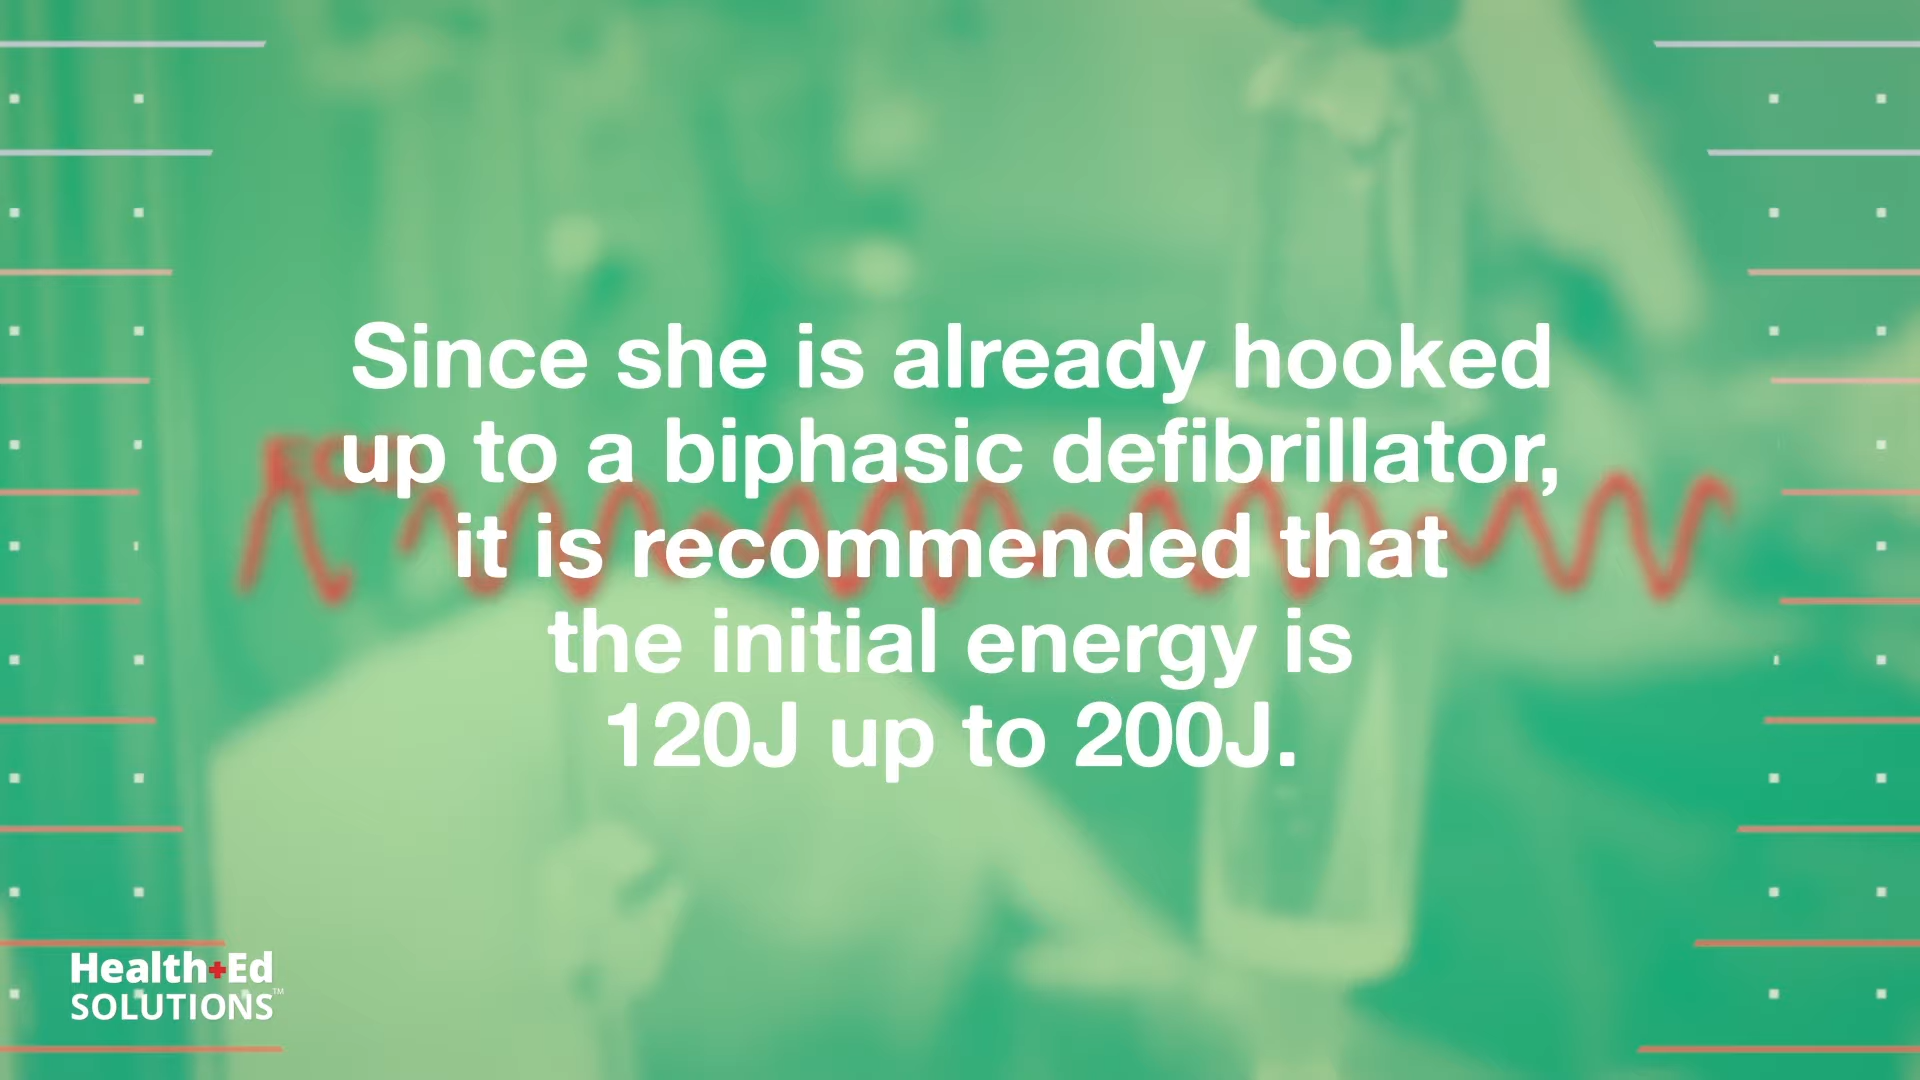 Since she is already hooked
up to a biphasic defibrillator,
it is recommended that
the initial energy is
120J up to 200J.
Health+Ed
SOLUTIONS™